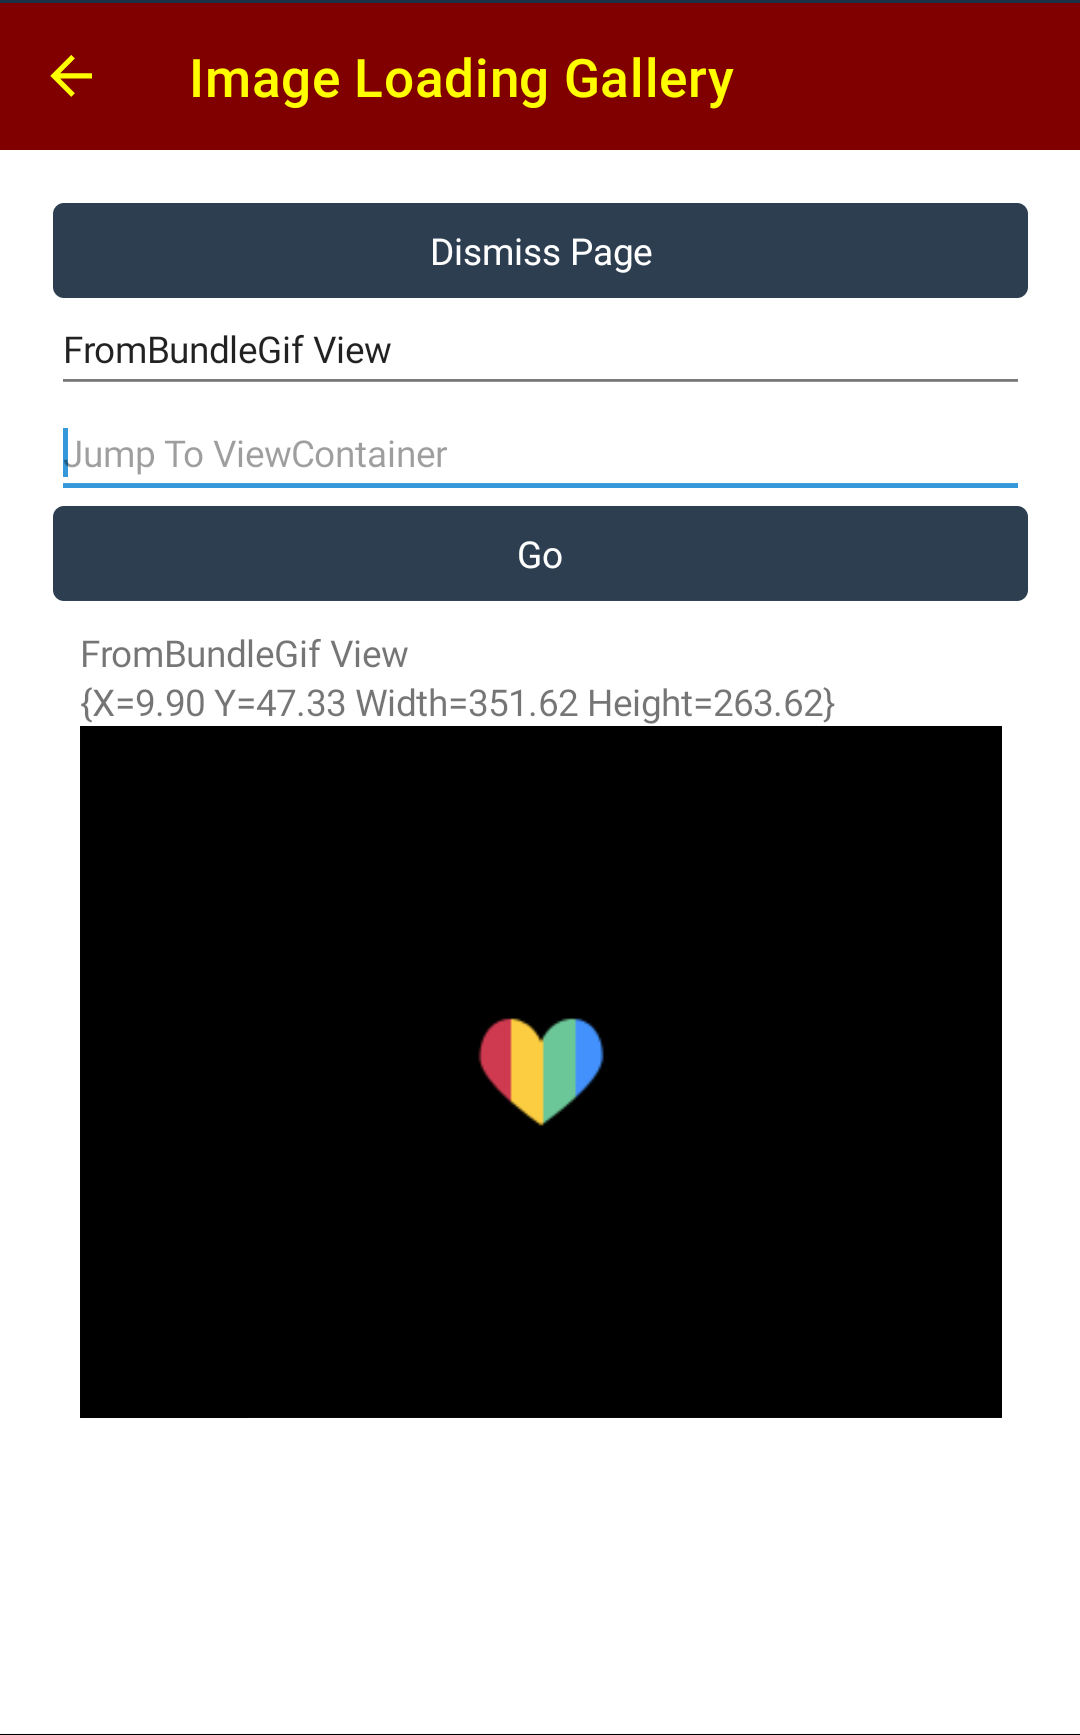 Image Loading Gallery
Dismiss Page
FromBundleGif View
Jump To ViewContainer
Go
FromBundleGif View
{X=9.90 Y=47.33 Width=351.62 Height=263.62}